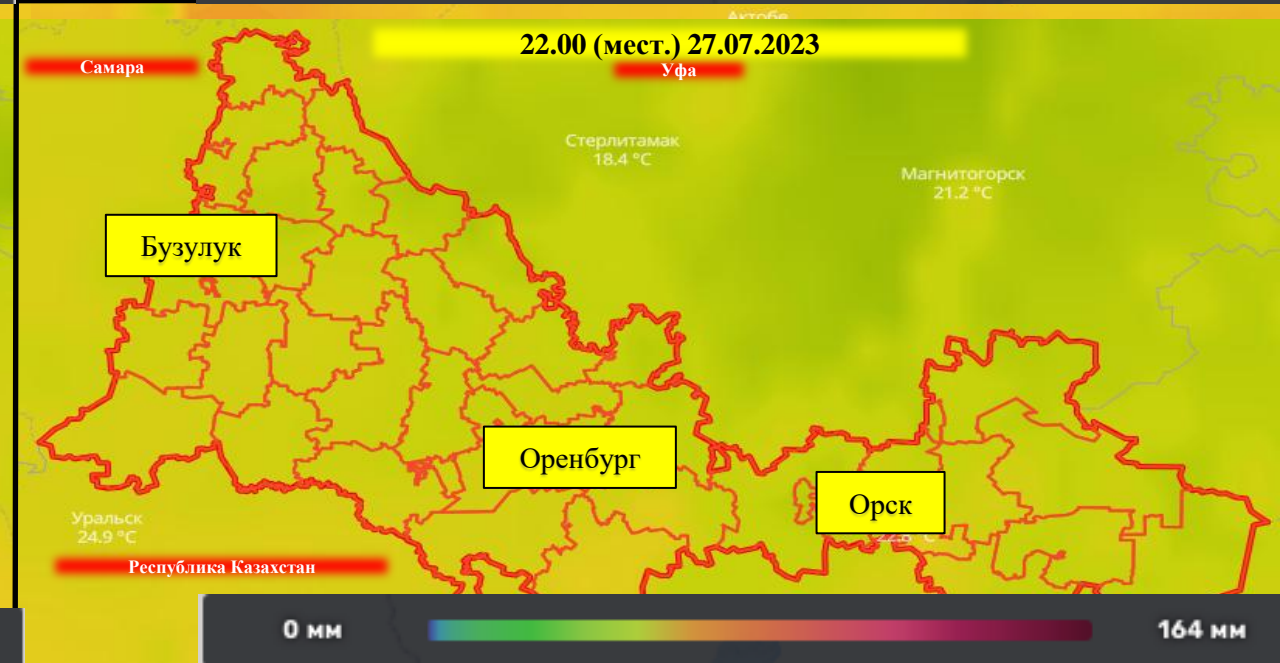 Актобе
22.00 (мест.) 27.07.2023
Самара
Уфа
Стерлитамак
18.4 °C
Магнитогорск
21.2 °C
Бузулук
Оренбург
Орск
Уральск
24.9 °C
Республика Казахстан
0 мм
164 мм